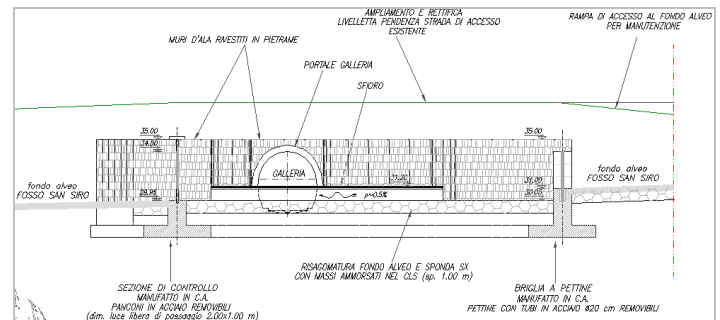 AMPLIAMENTO E RETTIFICA
LIVELLETTA PENDENZA STRADA DI ACCESSO
ESISTENTE
RAMPA DI ACCESSO AL FONDO ALVEO
PER MANUTENZIONE
MURI D'ALA RIVESTITI IN PIETRAME
PORTALE GALLERIA
SFIORO
35.00
34.00
35.00
GALLERIA
31.20
31.00
30.00
29.95
p=0.5%
fondo alveo
FOSSO SAN SIRO
fondo alveo
FOSSO SAN SIRO
RISAGOMATURA FONDO ALVEO E SPONDA SX
CON MASSI AMMORSATI NEL CLS (sp. 1.00 m)
SEZIONE DI CONTROLLO
MANUFATTO IN C.A.
PANCONI IN ACCIAIO REMOVIBILI
(dim. luce libera di passaggio 2.00x1.00 m)
BRIGLIA A PETTINE
MANUFATTO IN C.A.
PETTINE CON TUBI IN ACCIAIO Ø20 cm REMOVIBILI